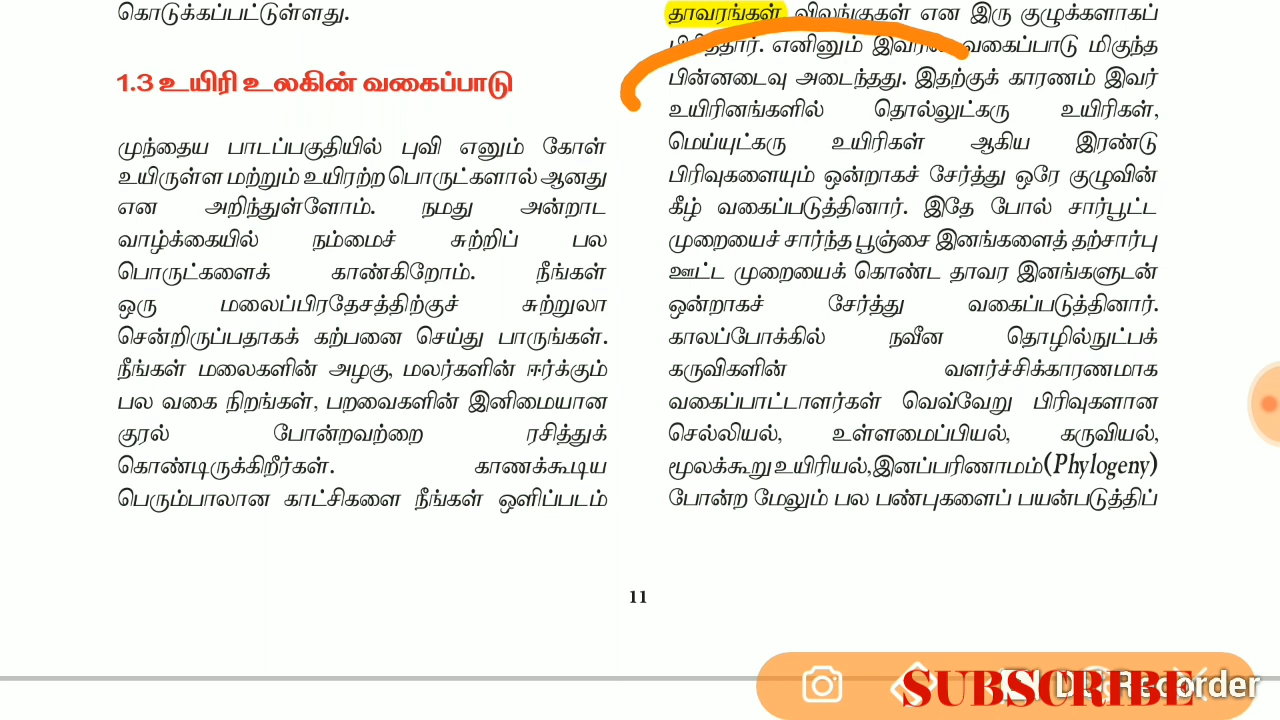 கொடுக்கப்பட்டுள்ளது.
1.3 உயிரி உலகின் வகைப்பாடு
முந்தைய பாடப்பகுதியில் புவி எனும் கோள்
உயிருள்ள மற்றும் உயிரற்ற பொருட்களால் ஆனது
என அறிந்துள்ளோம். நமது அன்றாட
வாழ்க்கையில் நம்மைச் சுற்றிப் பல
பொருட்களைக் காண்கிறோம். நீங்கள்
ஒரு மலைப்பிரதேசத்திற்குச் சுற்றுலா
சென்றிருப்பதாகக் கற்பனை செய்து பாருங்கள்.
நீங்கள் மலைகளின் அழகு, மலர்களின் ஈர்க்கும்
பல வகை நிறங்கள், பறவைகளின் இனிமையான
குரல் போன்றவற்றை ரசித்துக்
கொண்டிருக்கிறீர்கள். காணக்கூடிய
பெரும்பாலான காட்சிகளை நீங்கள் ஒளிப்படம்
தாவரங்கள் விலங்குகள் என இரு குழுக்களாகப்
பிரித்தார். எனினும் இவரின் வகைப்பாடு மிகுந்த
பின்னடைவு அடைந்தது. இதற்குக் காரணம் இவர்
உயிரினங்களில் தொல்லுட்கரு உயிரிகள்,
மெய்யுட்கரு உயிரிகள் ஆகிய இரண்டு
பிரிவுகளையும் ஒன்றாகச் சேர்த்து ஒரே குழுவின்
கீழ் வகைப்படுத்தினார். இதே போல் சார்பூட்ட
முறையைச் சார்ந்த பூஞ்சை இனங்களைத் தற்சார்பு
ஊட்ட முறையைக் கொண்ட தாவர இனங்களுடன்
ஒன்றாகச் சேர்த்து வகைப்படுத்தினார்.
காலப்போக்கில் நவீன தொழில்நுட்பக்
கருவிகளின் வளர்ச்சிக்காரணமாக
வகைப்பாட்டாளர்கள் வெவ்வேறு பிரிவுகளான
செல்லியல், உள்ளமைப்பியல், கருவியல்,
மூலக்கூறு உயிரியல், இனப்பரிணாமம் (Phylogeny)
போன்ற மேலும் பல பண்புகளைப் பயன்படுத்திப்
11
SUBSCRIBE
Recorder